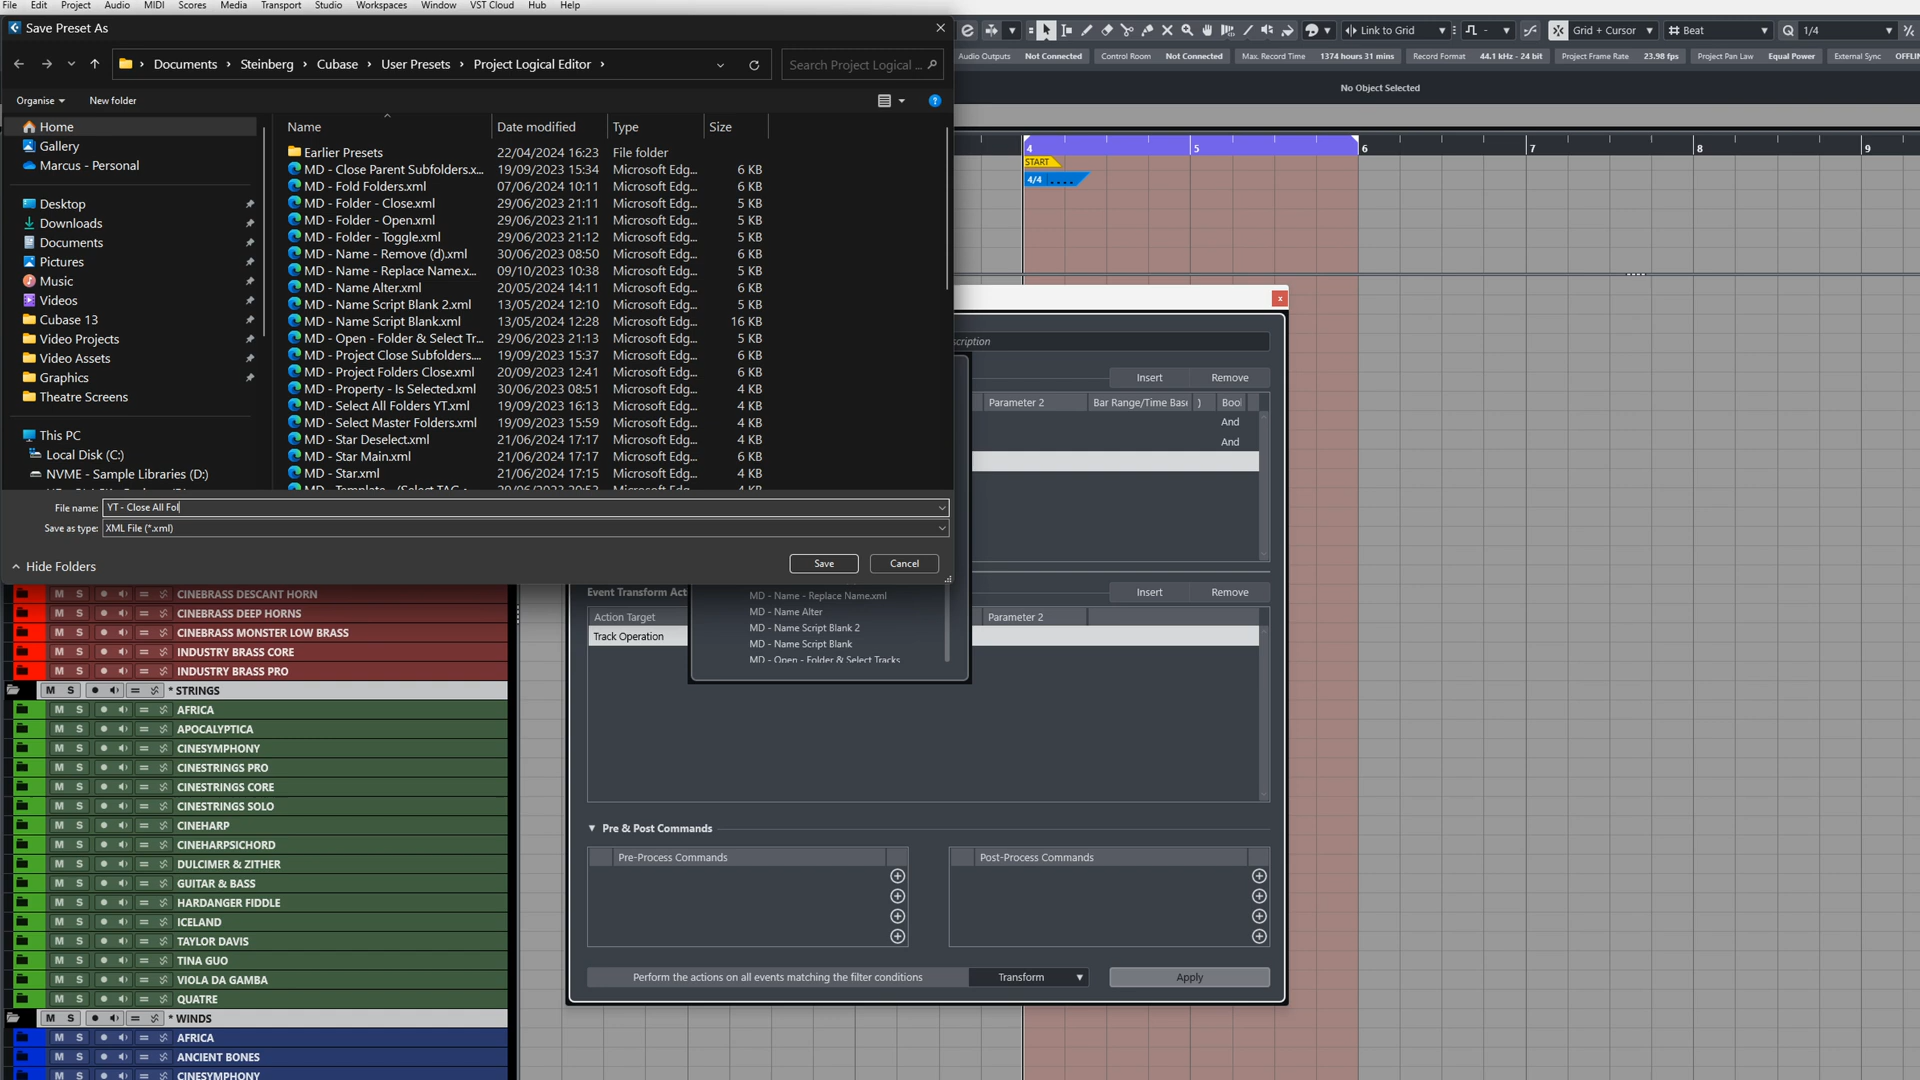 File Edit Project Audio MIDI Scores Media Transport Studio Workspaces Window VST Cloud Hub Help
Save Preset As
Documents Steinberg Cubase User Presets Project Logical Editor
Search Project Logical ...
Link to Grid
Grid + Cursor
Beat
1/4
Audio Outputs Not Connected Control Room Not Connected Max. Record Time 1374 hours 31 mins Record Format 44.1 kHz - 24 bit Project Frame Rate 23.98 fps Project Pan Law Equal Power External Sync OFFLIN
No Object Selected
Organise New folder
Home
Gallery
Marcus - Personal
Desktop
Downloads
Documents
Pictures
Music
Videos
Cubase 13
Video Projects
Video Assets
Graphics
Theatre Screens
This PC
Local Disk (C:)
NVME - Sample Libraries (D:)
Name Date modified Type Size
Earlier Presets 22/04/2024 16:23 File folder
MD - Close Parent Subfolders.x... 19/09/2023 15:34 Microsoft Edg... 6 KB
MD - Fold Folders.xml 07/06/2024 10:11 Microsoft Edg... 6 KB
MD - Folder - Close.xml 29/06/2023 21:11 Microsoft Edg... 5 KB
MD - Folder - Open.xml 29/06/2023 21:11 Microsoft Edg... 5 KB
MD - Folder - Toggle.xml 29/06/2023 21:12 Microsoft Edg... 5 KB
MD - Name - Remove (d).xml 30/06/2023 08:50 Microsoft Edg... 6 KB
MD - Name - Replace Name.x... 09/10/2023 10:38 Microsoft Edg... 5 KB
MD - Name Alter.xml 20/05/2024 14:11 Microsoft Edg... 6 KB
MD - Name Script Blank 2.xml 13/05/2024 12:10 Microsoft Edg... 5 KB
MD - Name Script Blank.xml 13/05/2024 12:28 Microsoft Edg... 16 KB
MD - Open - Folder & Select Tr... 29/06/2023 21:13 Microsoft Edg... 5 KB
MD - Project Close Subfolders.... 19/09/2023 15:37 Microsoft Edg... 6 KB
MD - Project Folders Close.xml 20/09/2023 12:41 Microsoft Edg... 6 KB
MD - Property - Is Selected.xml 30/06/2023 08:51 Microsoft Edg... 4 KB
MD - Select All Folders YT.xml 19/09/2023 16:13 Microsoft Edg... 4 KB
MD - Select Master Folders.xml 19/09/2023 15:59 Microsoft Edg... 4 KB
MD - Star Deselect.xml 21/06/2024 17:17 Microsoft Edg... 4 KB
MD - Star Main.xml 21/06/2024 17:17 Microsoft Edg... 6 KB
MD - Star.xml 21/06/2024 17:15 Microsoft Edg... 4 KB
File name: YT - Close All Fol
Save as type: XML File (*.xml)
Hide Folders
Save Cancel
4 5 6 7 8 9
START
4/4
scription
Insert Remove
Parameter 2 Bar Range/Time Base ) Bool
And
And
MD - Name - Replace Name.xml
MD - Name Alter
MD - Name Script Blank 2
MD - Name Script Blank
MD - Open - Folder & Select Tracks
Event Transform Act
Insert Remove
Action Target Parameter 2
Track Operation
Pre & Post Commands
Pre-Process Commands Post-Process Commands
Perform the actions on all events matching the filter conditions Transform Apply
M S CINEBRASS DESCANT HORN
M S CINEBRASS DEEP HORNS
M S CINEBRASS MONSTER LOW BRASS
M S INDUSTRY BRASS CORE
M S INDUSTRY BRASS PRO
M S * STRINGS
M S AFRICA
M S APOCALYPTICA
M S CINESYMPHONY
M S CINESTRINGS PRO
M S CINESTRINGS CORE
M S CINESTRINGS SOLO
M S CINEHARP
M S CINEHARPSICHORD
M S DULCIMER & ZITHER
M S GUITAR & BASS
M S HARDANGER FIDDLE
M S ICELAND
M S TAYLOR DAVIS
M S TINA GUO
M S VIOLA DA GAMBA
M S QUATRE
M S * WINDS
M S AFRICA
M S ANCIENT BONES
M S CINESYMPHONY